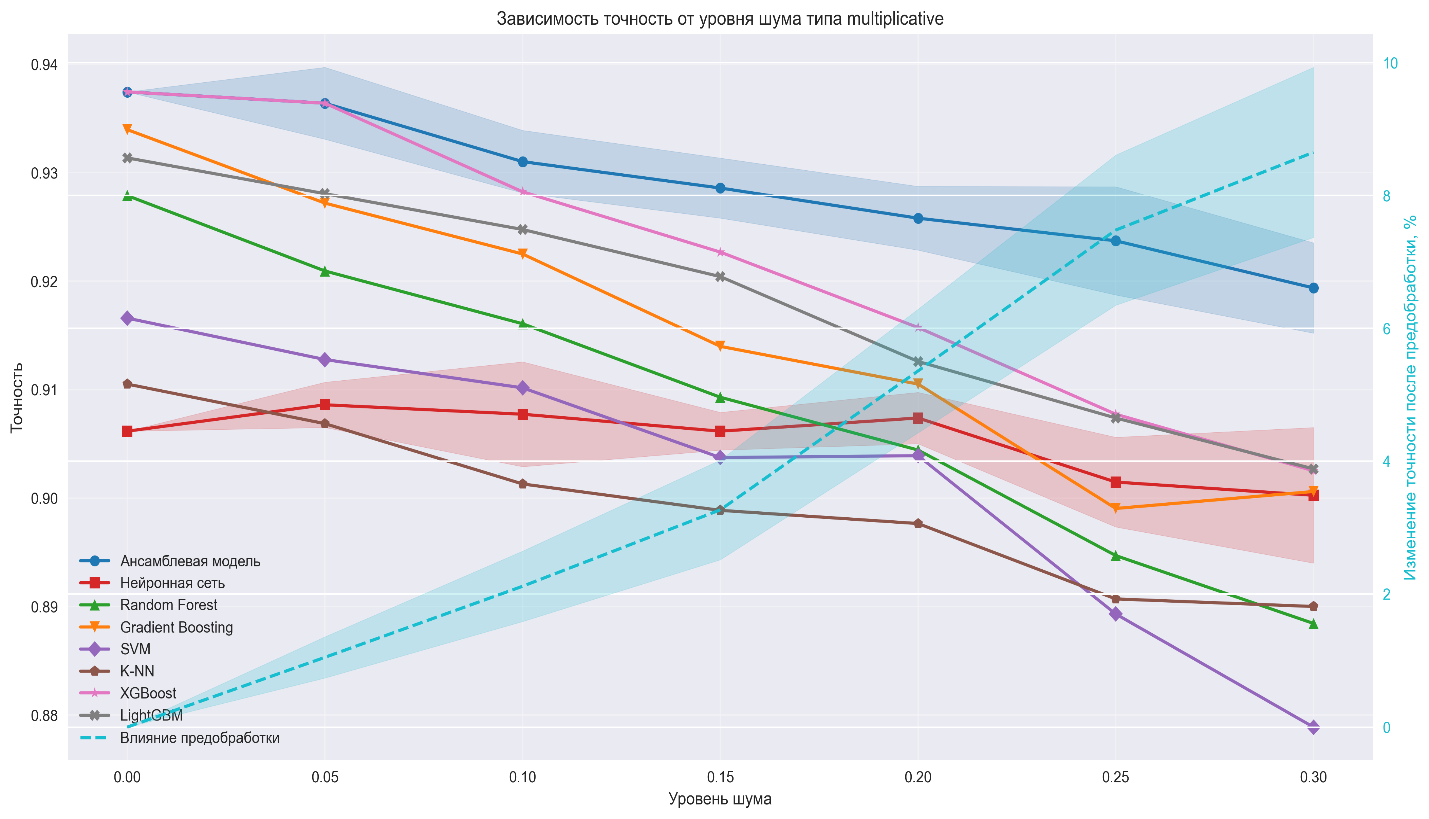 Зависимость точность от уровня шума типа multiplicative
Точность
0.94
0.93
0.92
0.91
0.90
0.89
0.88
Ансамблевая модель
Нейронная сеть
Random Forest
Gradient Boosting
SVM
K-NN
XGBoost
LightGBM
Влияние предобработки
0.00 0.05 0.10 0.15 0.20 0.25 0.30
Уровень шума
10
8
6
4
2
0
Изменение точности после предобработки, %